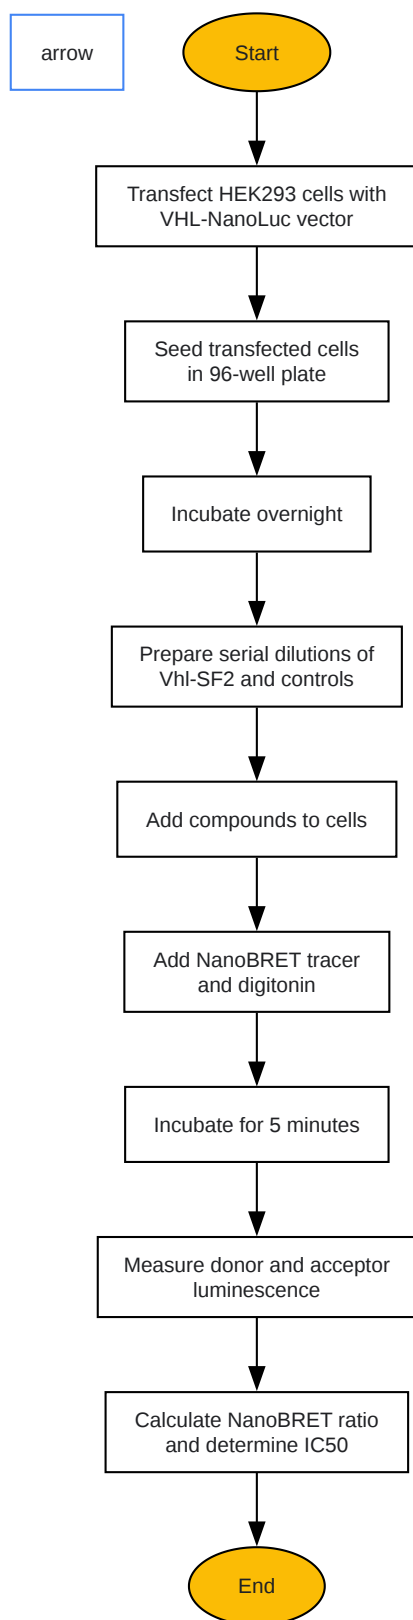 arrow
Start
Transfect HEK293 cells with
VHL-NanoLuc vector
Seed transfected cells
in 96-well plate
Incubate overnight
Prepare serial dilutions of
Vhl-SF2 and controls
Add compounds to cells
Add NanoBRET tracer
and digitonin
Incubate for 5 minutes
Measure donor and acceptor
luminescence
Calculate NanoBRET ratio
and determine IC50
End